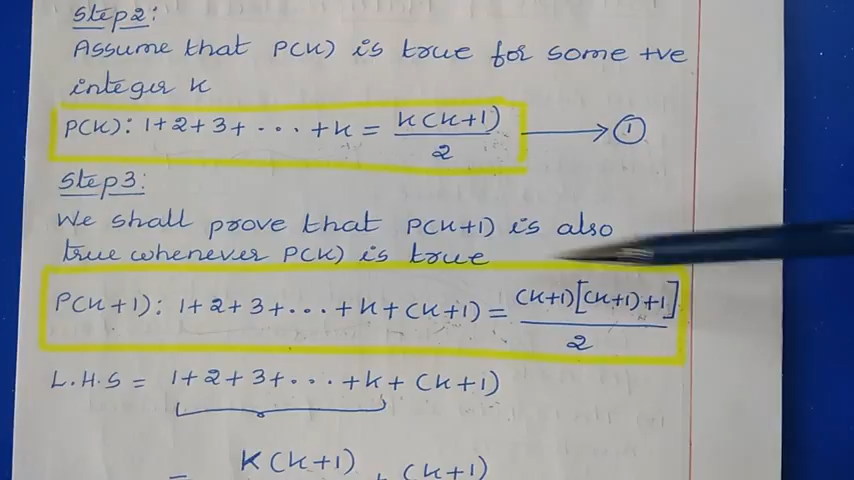 Step2:
Assume that P(K) is true for some +ve
integer K
P(K): 1+2+3+...+k = K(K+1)/2 → ①
Step3:
We shall prove that P(K+1) is also
true whenever P(K) is true
P(K+1): 1+2+3+...+k+(K+1) = (K+1)[(K+1)+1]/2
L.H.S = 1+2+3+...+k+(K+1)
= K(K+1) + (K+1)